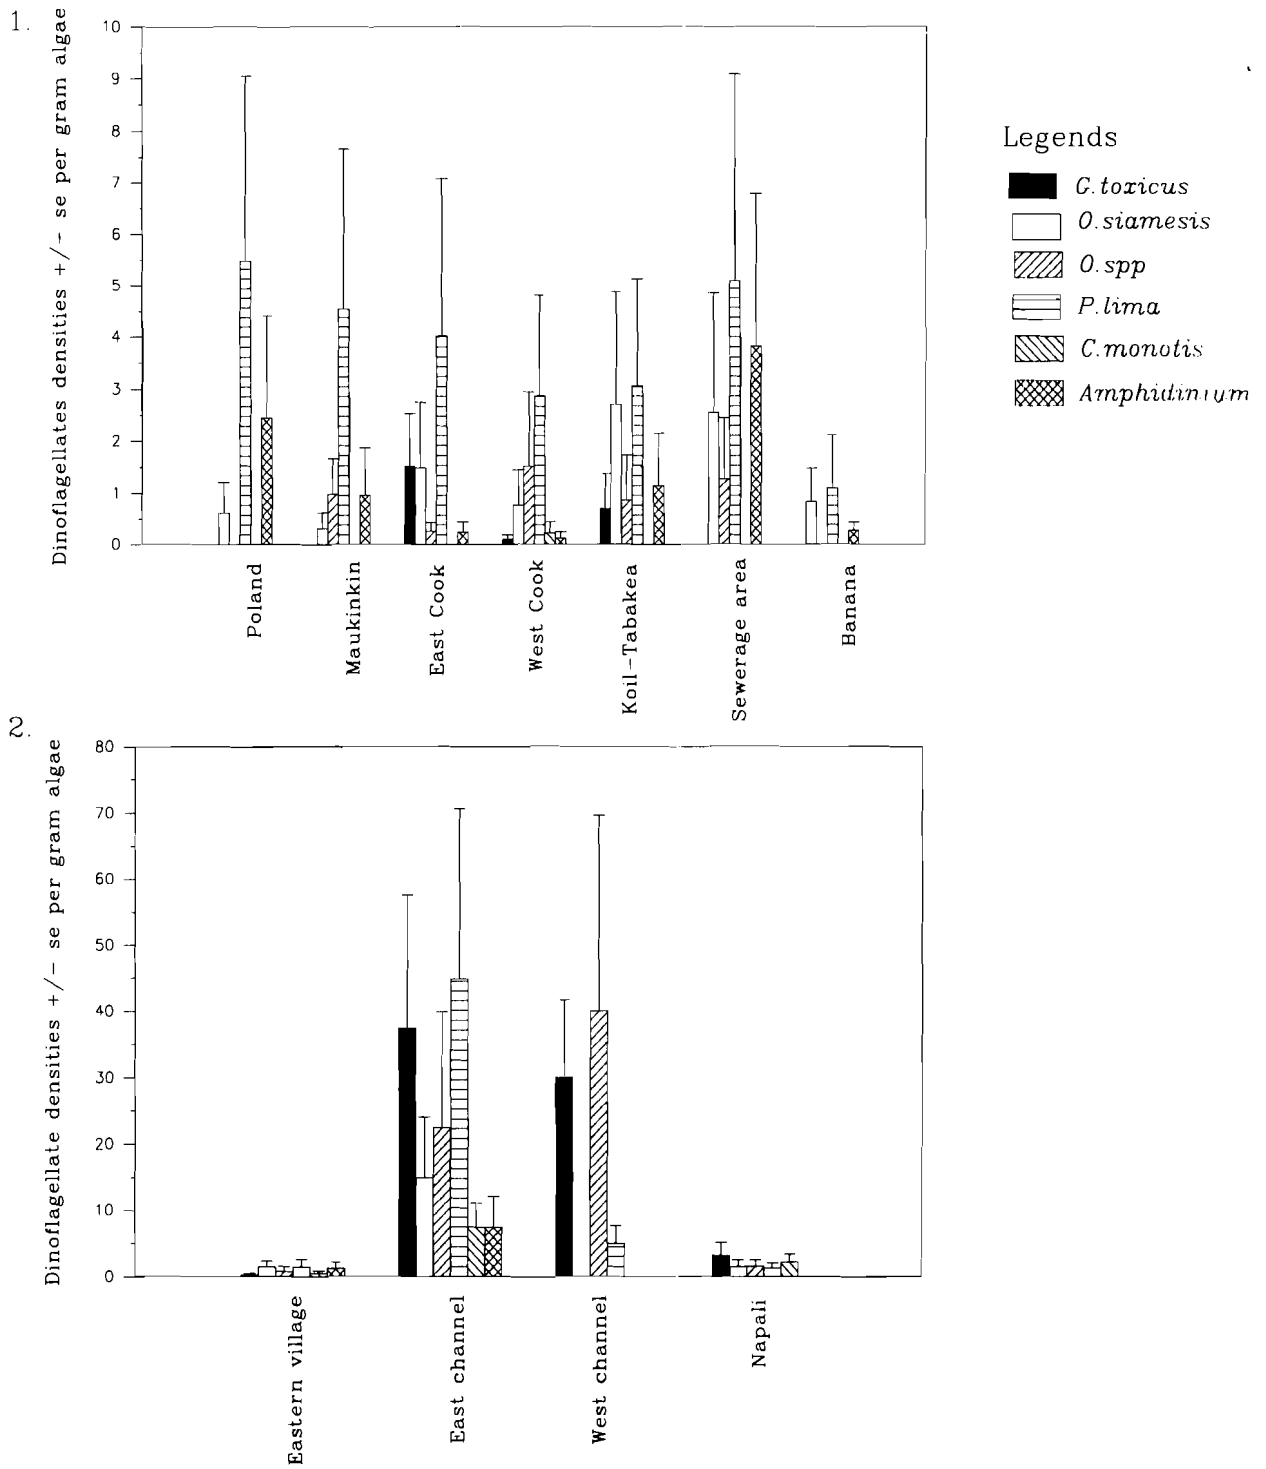 1.
Dinoflagellates densities +/- se per gram algae
10
9
8
7
6
5
4
3
2
1
0
Poland
Maukinkin
East Cook
West Cook
Koil-Tabakea
Sewerage area
Banana
Legends
G.toxicus
O.siamesis
O.spp
P.lima
C.monotis
Amphidinium
2.
Dinoflagellate densities +/- se per gram algae
80
70
60
50
40
30
20
10
0
Eastern village
East channel
West channel
Napali